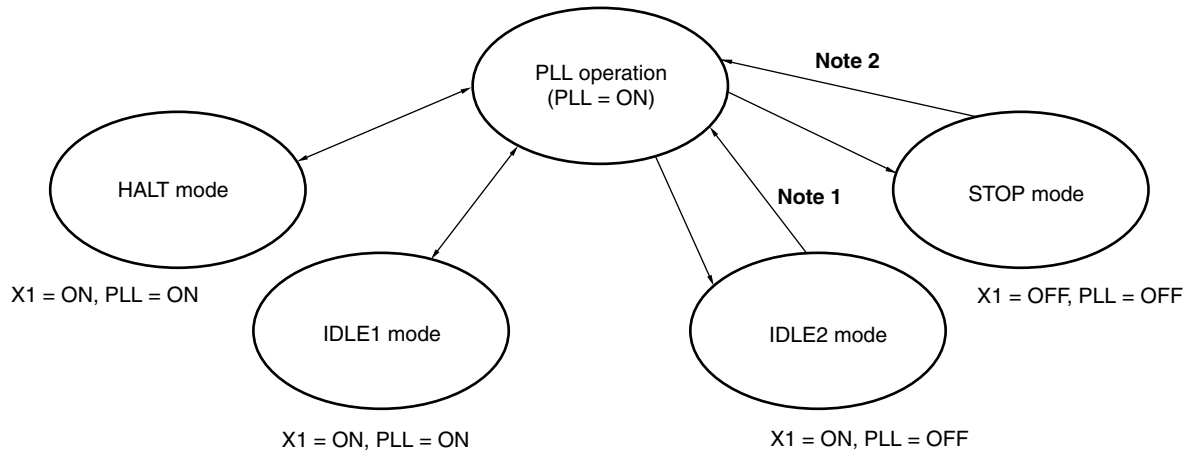 PLL operation
(PLL = ON)
Note 2
HALT mode
STOP mode
Note 1
X1 = ON, PLL = ON
X1 = OFF, PLL = OFF
IDLE1 mode
IDLE2 mode
X1 = ON, PLL = ON
X1 = ON, PLL = OFF